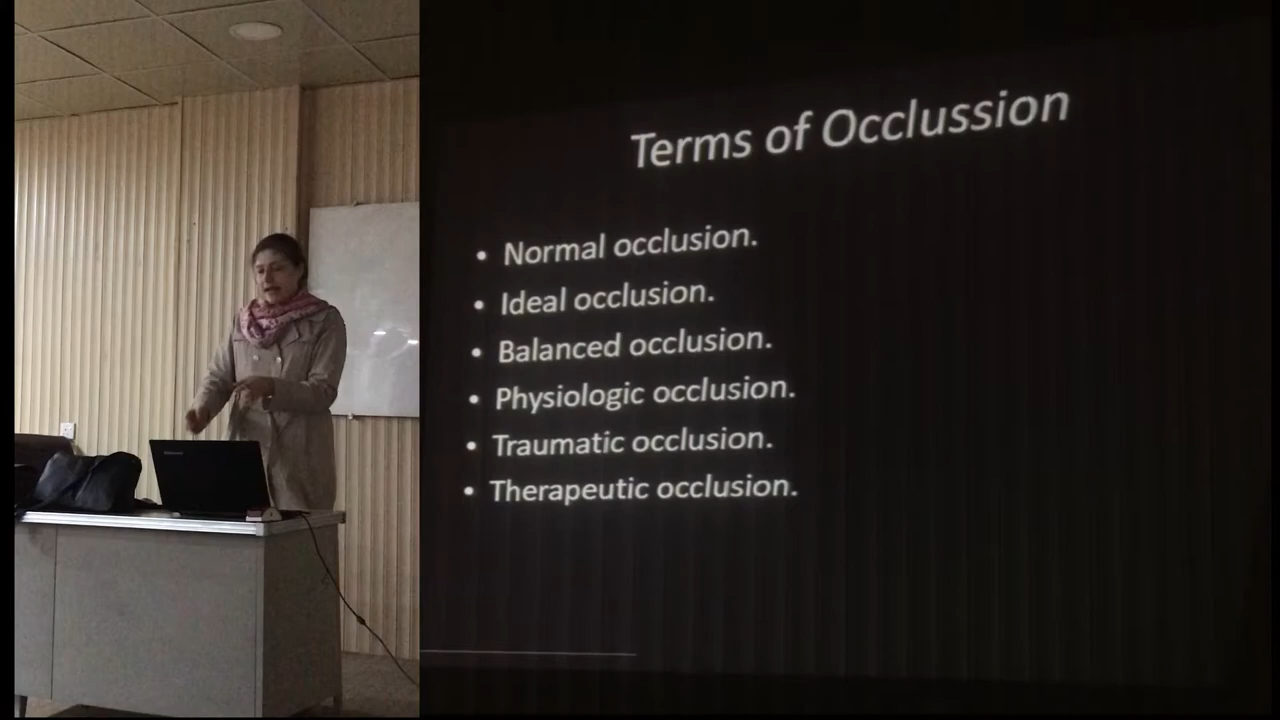 Terms of Occlussion
• Normal occlusion.
• Ideal occlusion.
• Balanced occlusion.
• Physiologic occlusion.
• Traumatic occlusion.
• Therapeutic occlusion.